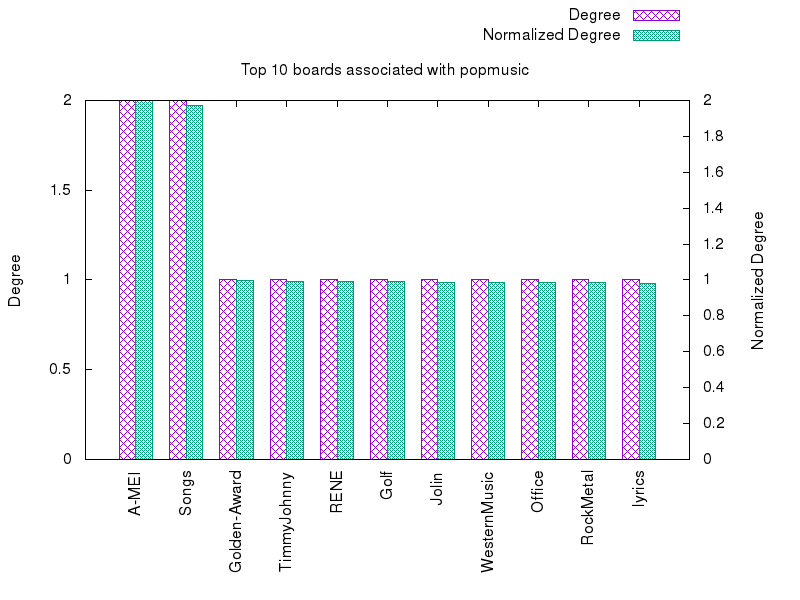 Degree
Normalized Degree
Top 10 boards associated with popmusic
2
1.5
1
0.5
0
Degree
2
1.8
1.6
1.4
1.2
1
0.8
0.6
0.4
0.2
0
Normalized Degree
A-MEI
Songs
Golden-Award
TimmyJohnny
RENE
Golf
Jolin
WesternMusic
Office
RockMetal
lyrics